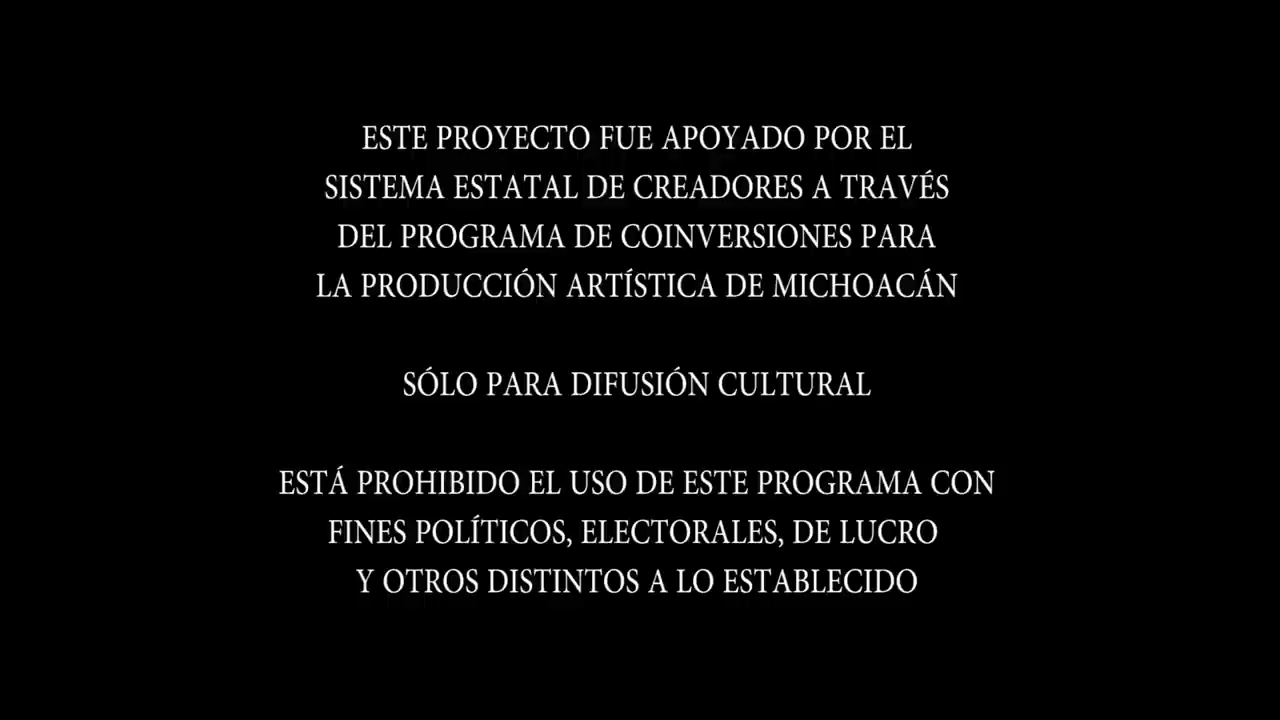 ESTE PROYECTO FUE APOYADO POR EL
SISTEMA ESTATAL DE CREADORES A TRAVÉS
DEL PROGRAMA DE COINVERSIONES PARA
LA PRODUCCIÓN ARTÍSTICA DE MICHOACÁN
SÓLO PARA DIFUSIÓN CULTURAL
ESTÁ PROHIBIDO EL USO DE ESTE PROGRAMA CON
FINES POLÍTICOS, ELECTORALES, DE LUCRO
Y OTROS DISTINTOS A LO ESTABLECIDO